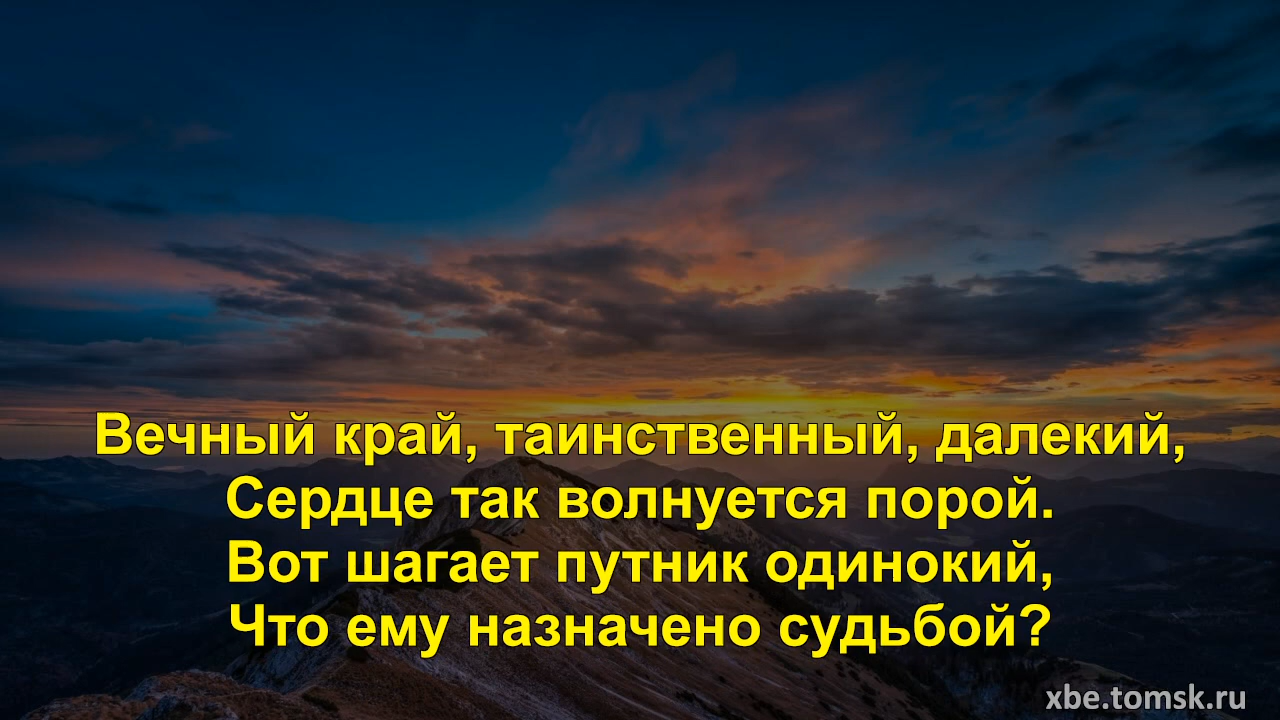 Вечный край, таинственный, далекий,
Сердце так волнуется порой.
Вот шагает путник одинокий,
Что ему назначено судьбой?
xbe.tomsk.ru